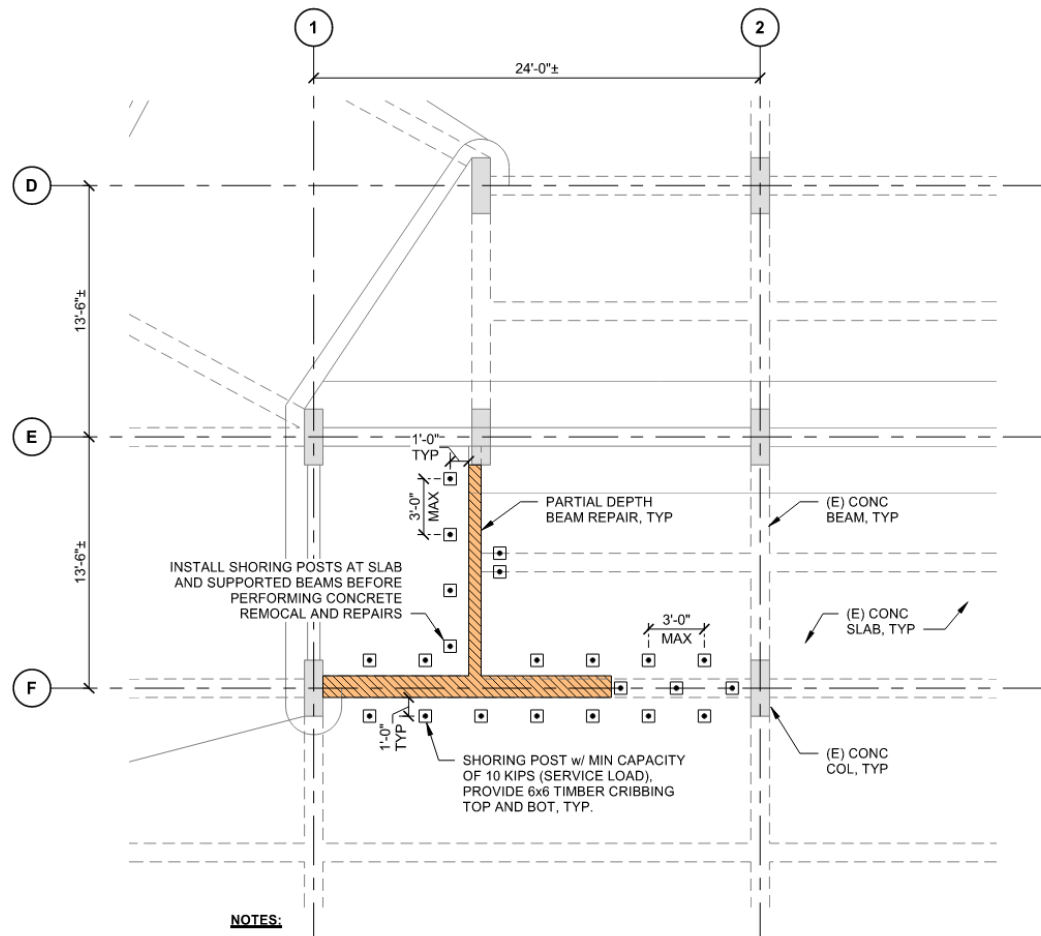 1
2
24'-0"±
D
13'-6"±
E
1'-0"
TYP
3'-0"
MAX
PARTIAL DEPTH
BEAM REPAIR, TYP
(E) CONC
BEAM, TYP
13'-6"±
INSTALL SHORING POSTS AT SLAB
AND SUPPORTED BEAMS BEFORE
PERFORMING CONCRETE
REMOCAL AND REPAIRS
3'-0"
MAX
(E) CONC
SLAB, TYP
F
1'-0"
TYP
SHORING POST w/ MIN CAPACITY
OF 10 KIPS (SERVICE LOAD),
PROVIDE 6x6 TIMBER CRIBBING
TOP AND BOT, TYP.
(E) CONC
COL, TYP
NOTES: